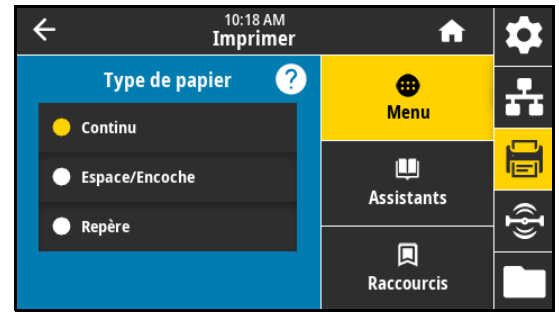 10:18 AM
Imprimer
Type de papier
?
Continu
Espace/Encoche
Repère
Menu
Assistants
Raccourcis